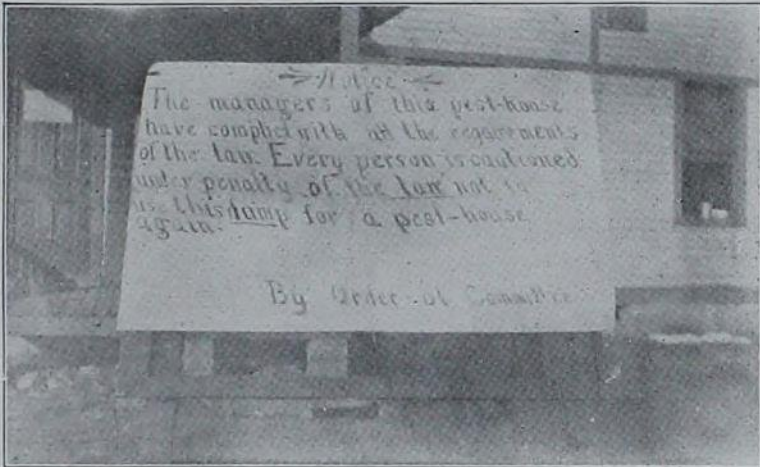 Notice
The managers of this pest-house
have complied with all the requirements
of the law. Every person is cautioned
under penalty of the law not to
use this dump for a pest-house
again.
By Order of Committee